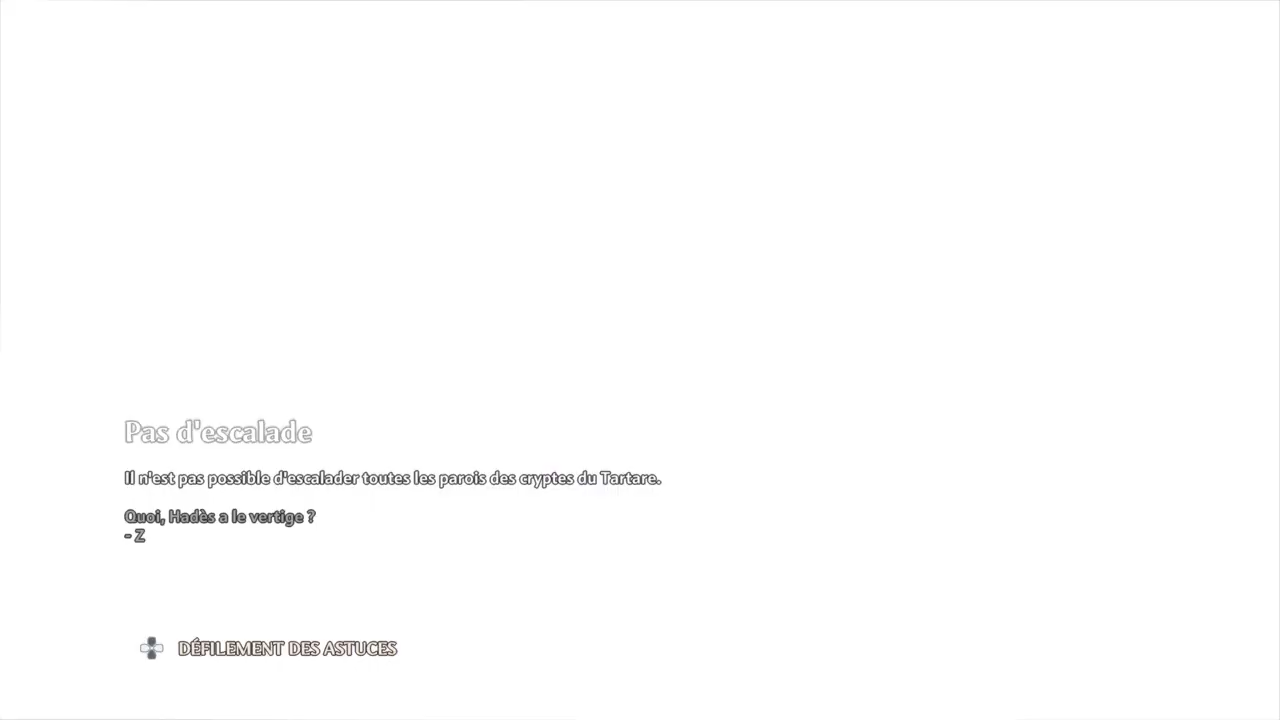 Pas d'escalade
Il n'est pas possible d'escalader toutes les parois des cryptes du Tartare.
Quoi, Hadès a le vertige ?
- Z
DÉFILEMENT DES ASTUCES